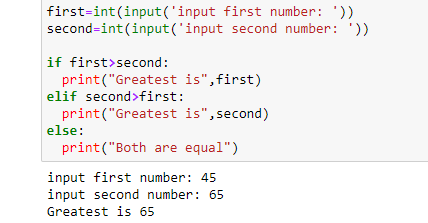 first=int(input('input first number: '))
second=int(input('input second number: '))
if first>second:
  print("Greatest is",first)
elif second>first:
  print("Greatest is",second)
else:
  print("Both are equal")
input first number: 45
input second number: 65
Greatest is 65